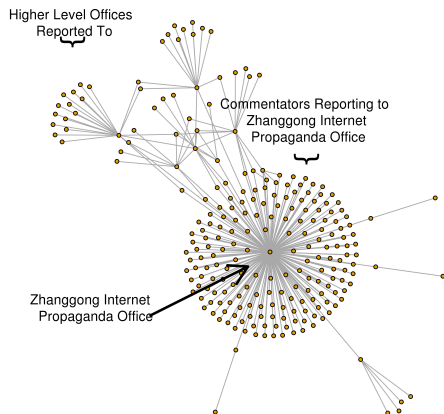 Higher Level Offices
Reported To
Commentators Reporting to
Zhanggong Internet
Propaganda Office
Zhanggong Internet
Propaganda Office